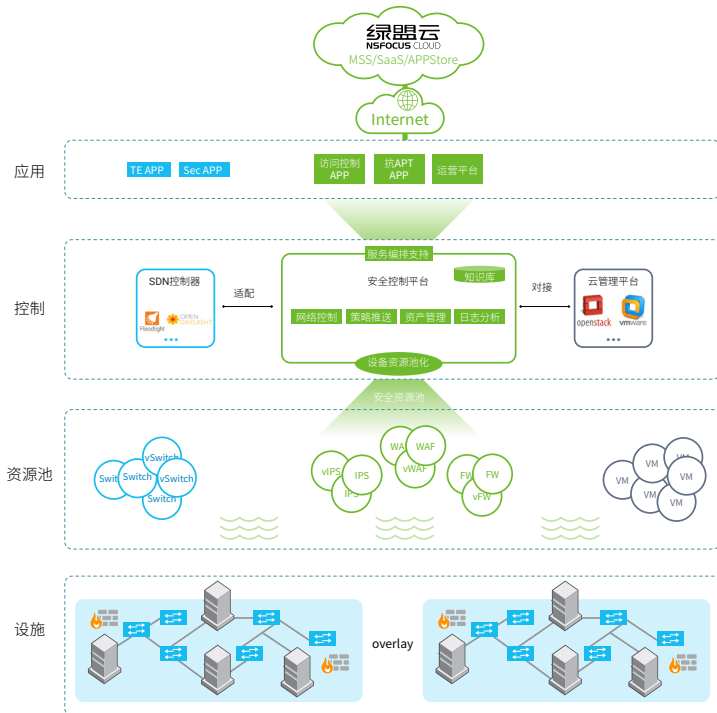 绿盟云
NSFOCUS CLOUD
MSS/SaaS/APPStore
Internet
应用
TE APP
Sec APP
访问控制
APP
抗APT
APP
运营平台
服务编排支持
控制
SDN控制器
Floodlight
OPEN
DAYLIGHT
适配
安全控制平台
知识库
网络控制
策略推送
资产管理
日志分析
设备资源池化
对接
云管理平台
openstack
vmware
安全资源池
资源池
vSwitch
Switch
vSwitch
Switch
vIPS
IPS
IPS
WAF
vWAF
FW
FW
vFW
VM
VM
VM
VM
VM
设施
overlay